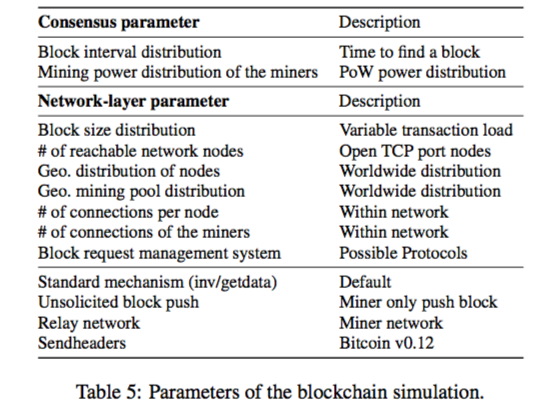 Consensus parameter Description
Block interval distribution Time to find a block
Mining power distribution of the miners PoW power distribution
Network-layer parameter Description
Block size distribution Variable transaction load
# of reachable network nodes Open TCP port nodes
Geo. distribution of nodes Worldwide distribution
Geo. mining pool distribution Worldwide distribution
# of connections per node Within network
# of connections of the miners Within network
Block request management system Possible Protocols
Standard mechanism (inv/getdata) Default
Unsolicited block push Miner only push block
Relay network Miner network
Sendheaders Bitcoin v0.12
Table 5: Parameters of the blockchain simulation.